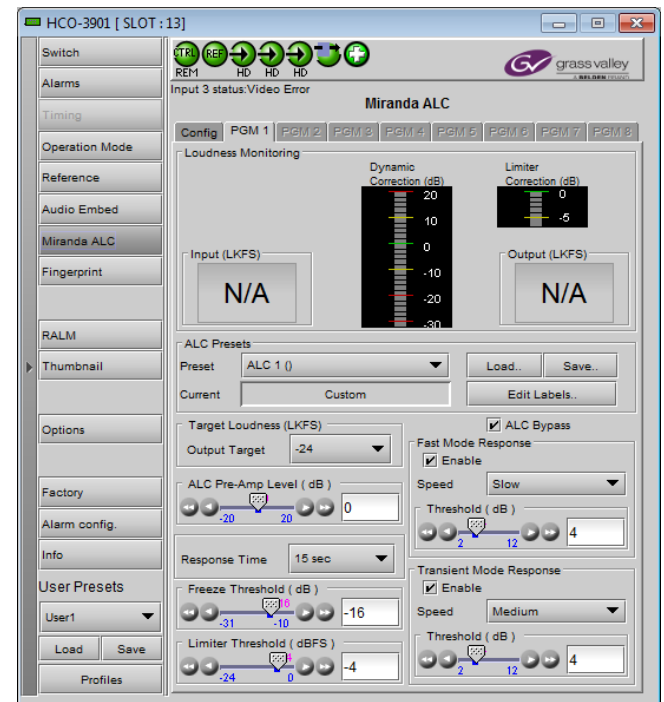 HCO-3901 [ SLOT : 13]
Switch
Alarms
Timing
Operation Mode
Reference
Audio Embed
Miranda ALC
Fingerprint
RALM
Thumbnail
Options
Factory
Alarm config.
Info
User Presets
User1
Load Save
Profiles
CTRL REF
REM HD HD HD
grass valley
A BELDEN BRAND
Input 3 status:Video Error
Miranda ALC
Config PGM 1 PGM 2 PGM 3 PGM 4 PGM 5 PGM 6 PGM 7 PGM 8
Loudness Monitoring
Dynamic
Correction (dB)
20
10
0
-10
-20
-30
Limiter
Correction (dB)
0
-5
Input (LKFS)
N/A
Output (LKFS)
N/A
ALC Presets
Preset ALC 1 () Load.. Save..
Current Custom Edit Labels..
Target Loudness (LKFS)
Output Target -24
ALC Pre-Amp Level ( dB )
-20 20 0
Response Time 15 sec
Freeze Threshold ( dB )
-16
-31 -10 -16
Limiter Threshold ( dBFS )
-4
-24 0 -4
ALC Bypass
Fast Mode Response
Enable
Speed Slow
Threshold ( dB )
2 12 4
Transient Mode Response
Enable
Speed Medium
Threshold ( dB )
2 12 4